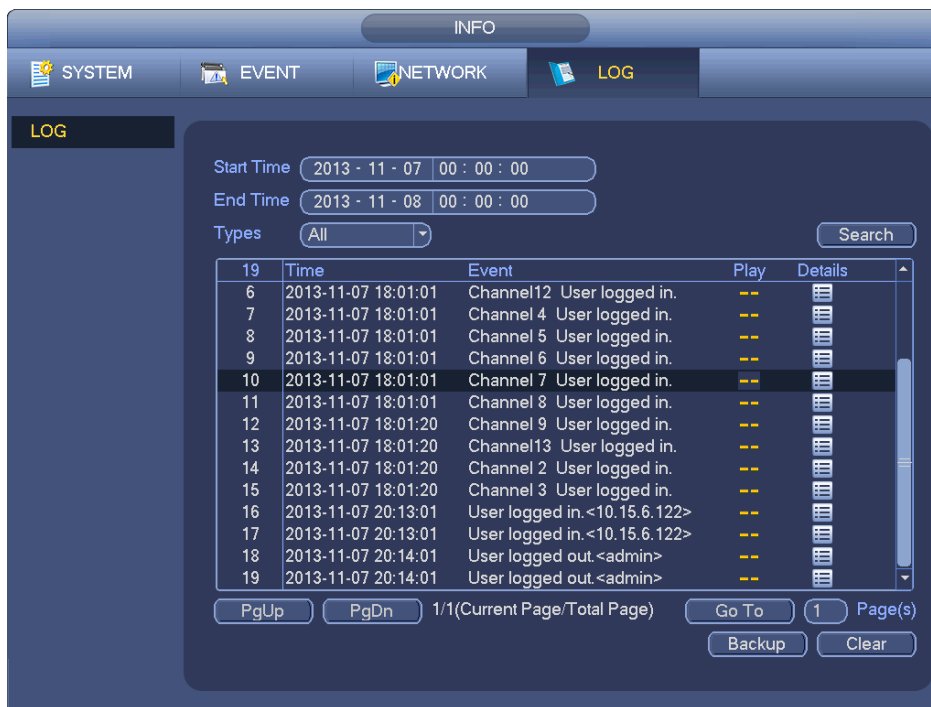 INFO
SYSTEM EVENT NETWORK LOG
LOG
Start Time 2013 - 11 - 07 00 : 00 : 00
End Time 2013 - 11 - 08 00 : 00 : 00
Types All Search
19 Time Event Play Details
6 2013-11-07 18:01:01 Channel12 User logged in. --
7 2013-11-07 18:01:01 Channel 4 User logged in. --
8 2013-11-07 18:01:01 Channel 5 User logged in. --
9 2013-11-07 18:01:01 Channel 6 User logged in. --
10 2013-11-07 18:01:01 Channel 7 User logged in. --
11 2013-11-07 18:01:01 Channel 8 User logged in. --
12 2013-11-07 18:01:20 Channel 9 User logged in. --
13 2013-11-07 18:01:20 Channel13 User logged in. --
14 2013-11-07 18:01:20 Channel 2 User logged in. --
15 2013-11-07 18:01:20 Channel 3 User logged in. --
16 2013-11-07 20:13:01 User logged in.<10.15.6.122> --
17 2013-11-07 20:13:01 User logged in.<10.15.6.122> --
18 2013-11-07 20:14:01 User logged out.<admin> --
19 2013-11-07 20:14:01 User logged out.<admin> --
PgUp PgDn 1/1(Current Page/Total Page) Go To 1 Page(s)
Backup Clear